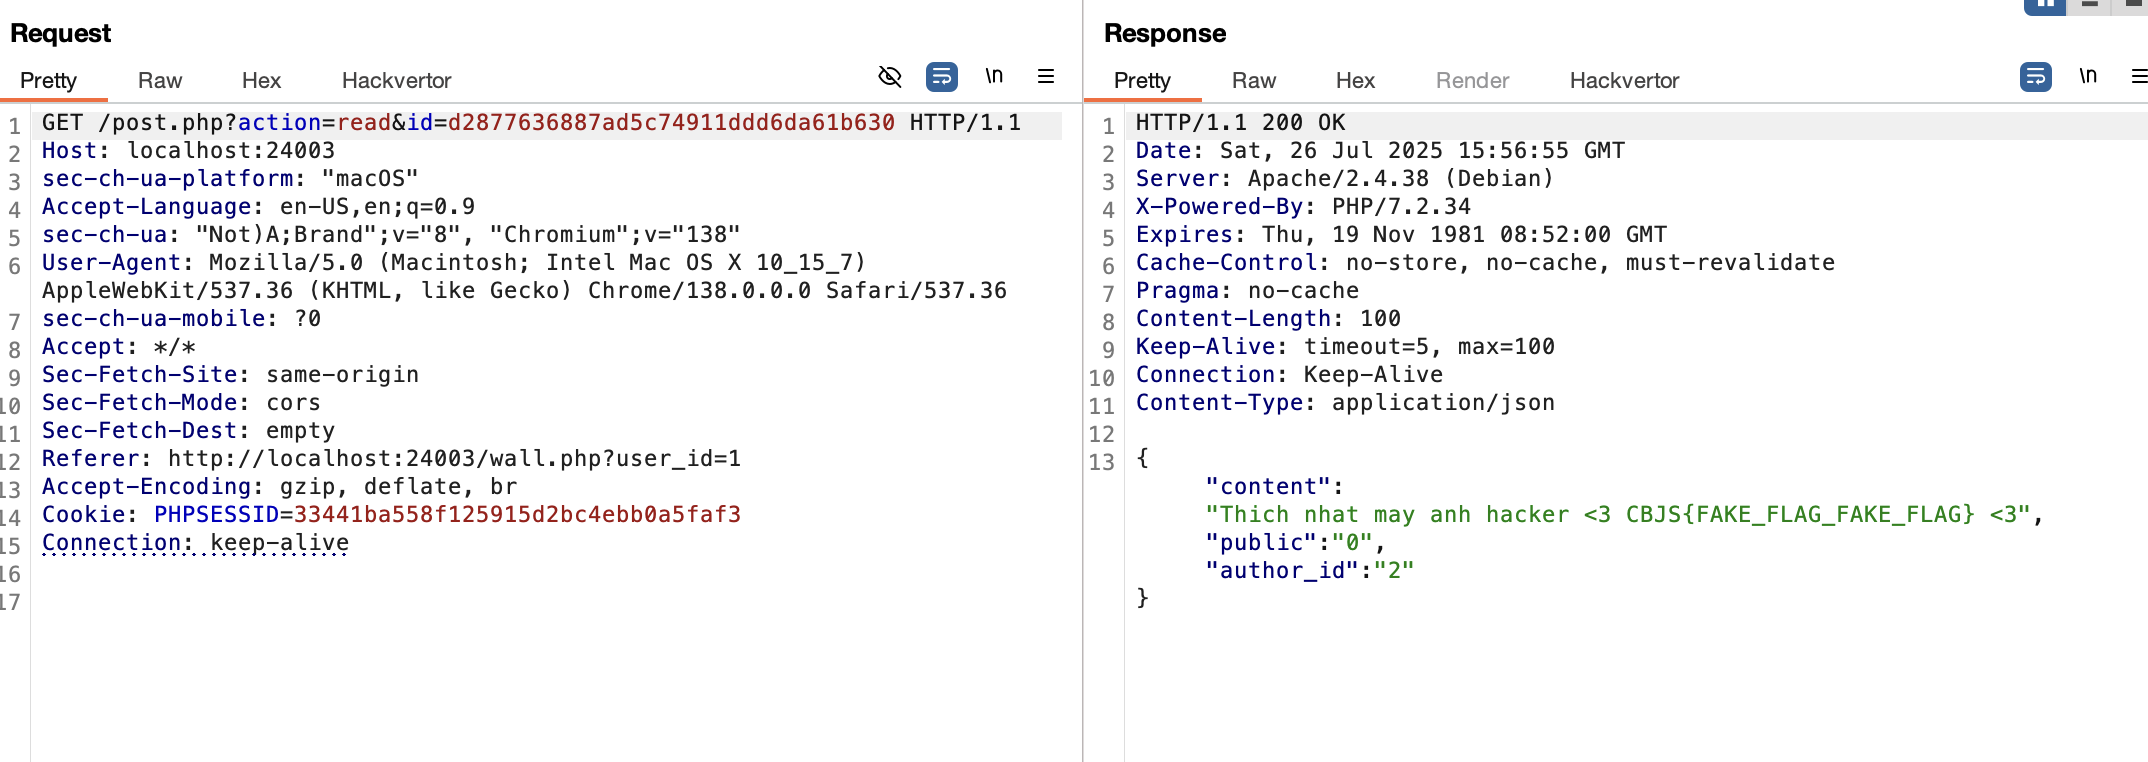 Request
Pretty Raw Hex Hackvertor \n
1 GET /post.php?action=read&id=d2877636887ad5c74911ddd6da61b630 HTTP/1.1
2 Host: localhost:24003
3 sec-ch-ua-platform: "macOS"
4 Accept-Language: en-US,en;q=0.9
5 sec-ch-ua: "Not)A;Brand";v="8", "Chromium";v="138"
6 User-Agent: Mozilla/5.0 (Macintosh; Intel Mac OS X 10_15_7)
AppleWebKit/537.36 (KHTML, like Gecko) Chrome/138.0.0.0 Safari/537.36
7 sec-ch-ua-mobile: ?0
8 Accept: */*
9 Sec-Fetch-Site: same-origin
10 Sec-Fetch-Mode: cors
11 Sec-Fetch-Dest: empty
12 Referer: http://localhost:24003/wall.php?user_id=1
13 Accept-Encoding: gzip, deflate, br
14 Cookie: PHPSESSID=33441ba558f125915d2bc4ebb0a5faf3
15 Connection: keep-alive
16
17
Response
Pretty Raw Hex Render Hackvertor \n
1 HTTP/1.1 200 OK
2 Date: Sat, 26 Jul 2025 15:56:55 GMT
3 Server: Apache/2.4.38 (Debian)
4 X-Powered-By: PHP/7.2.34
5 Expires: Thu, 19 Nov 1981 08:52:00 GMT
6 Cache-Control: no-store, no-cache, must-revalidate
7 Pragma: no-cache
8 Content-Length: 100
9 Keep-Alive: timeout=5, max=100
10 Connection: Keep-Alive
11 Content-Type: application/json
12
13 {
"content":
"Thich nhat may anh hacker <3 CBJS{FAKE_FLAG_FAKE_FLAG} <3",
"public":"0",
"author_id":"2"
}